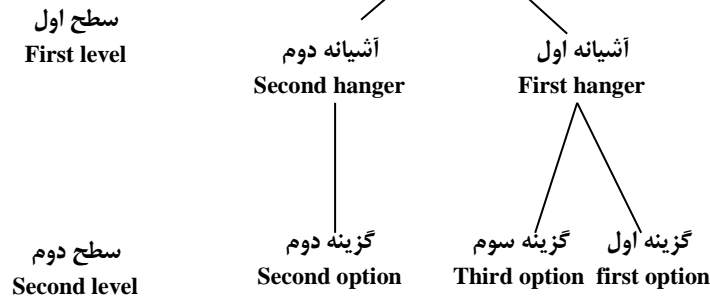 سطح اول
First level
آشیانه اول
First hanger
آشیانه دوم
Second hanger
سطح دوم
Second level
گزینه اول
first option
گزینه سوم
Third option
گزینه دوم
Second option